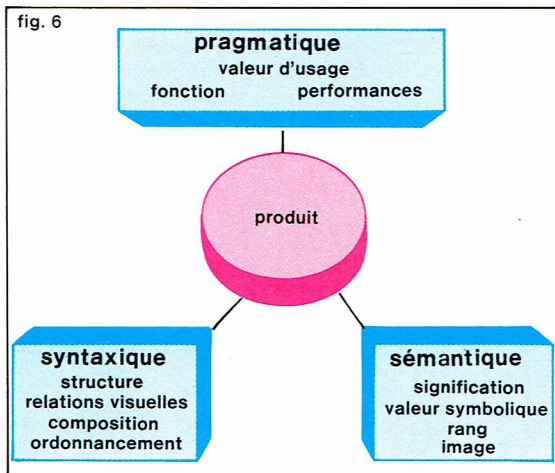 fig. 6
pragmatique
valeur d'usage
fonction performances
produit
syntaxique
structure
relations visuelles
composition
ordonnancement
sémantique
signification
valeur symbolique
rang
image